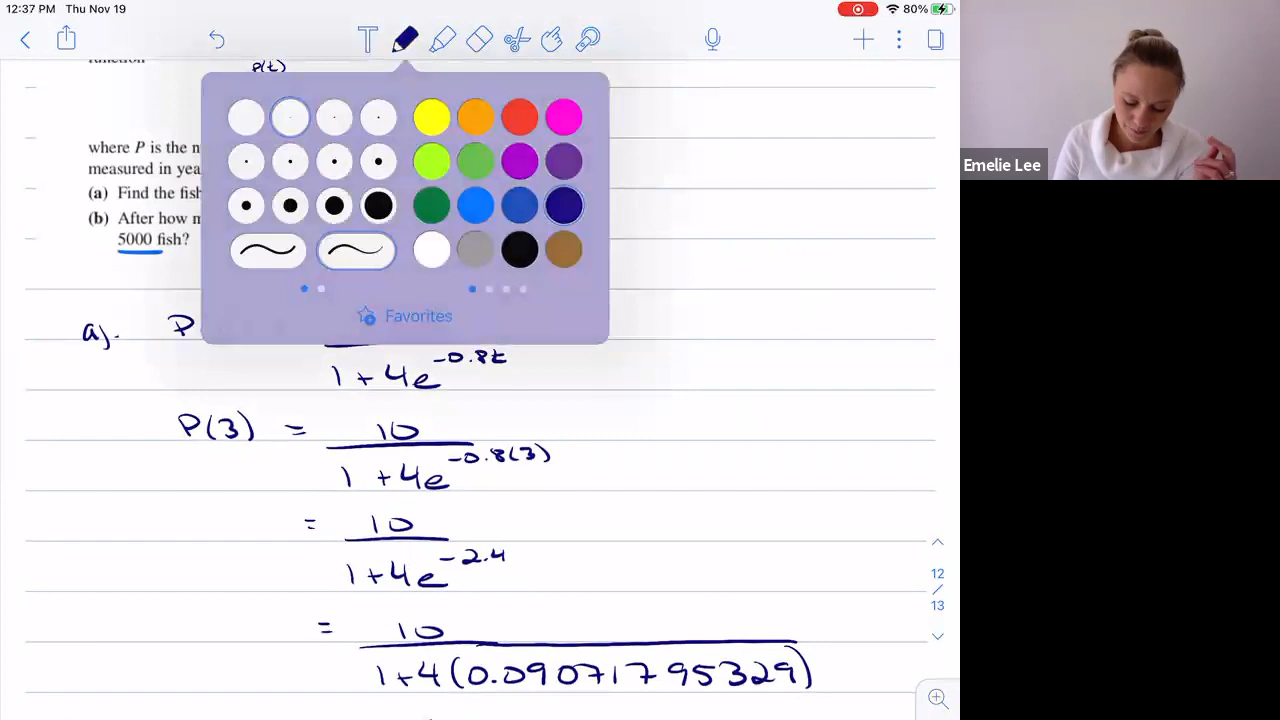 12:37 PM Thu Nov 19
80%
T
function
P(t)
where P is the n
measured in yea
(a) Find the fish
(b) After how m
5000 fish?
Favorites
Emelie Lee
a). P
1 + 4e^-0.8t
P(3) = 10
1 + 4e^-0.8(3)
= 10
1 + 4e^-2.4
= 10
1 + 4(0.09071795329)
12
/
13